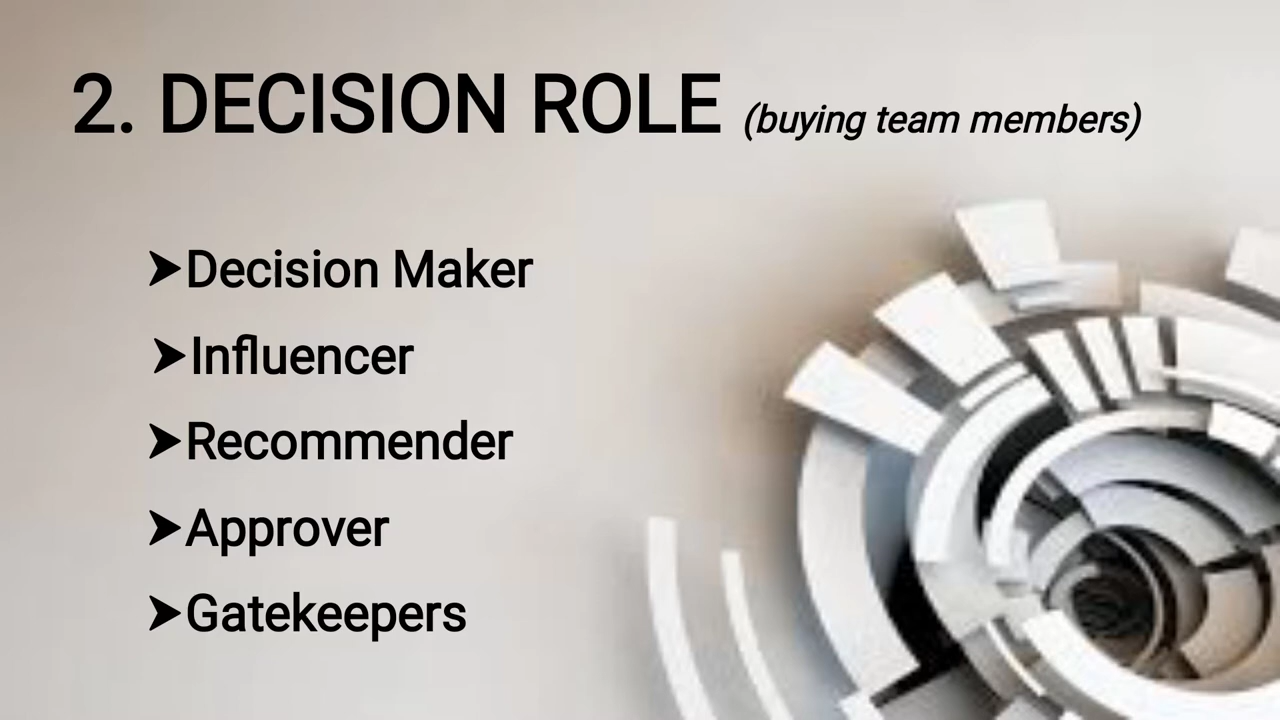 2. DECISION ROLE (buying team members)
➤Decision Maker
➤Influencer
➤Recommender
➤Approver
➤Gatekeepers